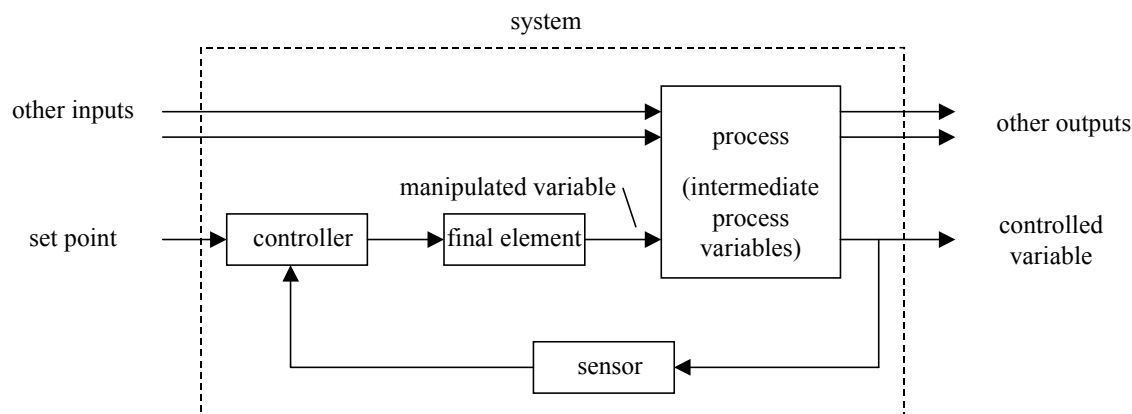 system
other inputs
other outputs
process
(intermediate
process
variables)
manipulated variable
set point
controller
final element
controlled
variable
sensor